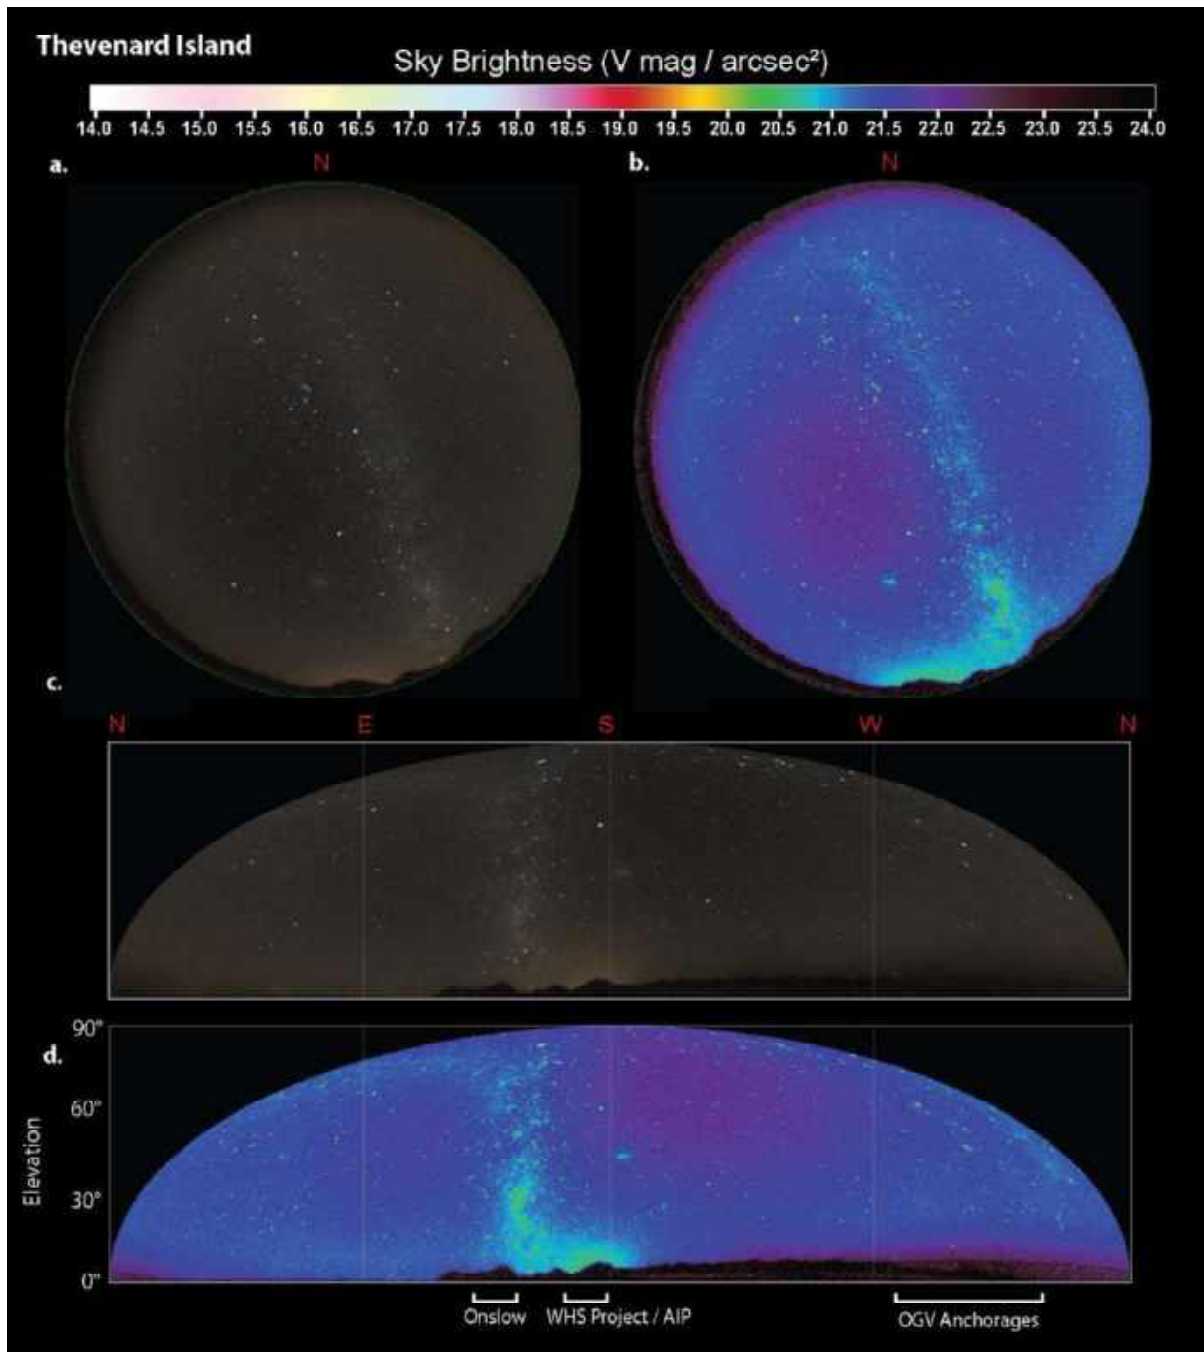 Thevenard Island
Sky Brightness (V mag / arcsec²)
14.0 14.5 15.0 15.5 16.0 16.5 17.0 17.5 18.0 18.5 19.0 19.5 20.0 20.5 21.0 21.5 22.0 22.5 23.0 23.5 24.0
a. N b. N
c.
N E S W N
d.
90°
60°
30°
0°
Elevation
Onslow WHS Project / AIP OGV Anchorages